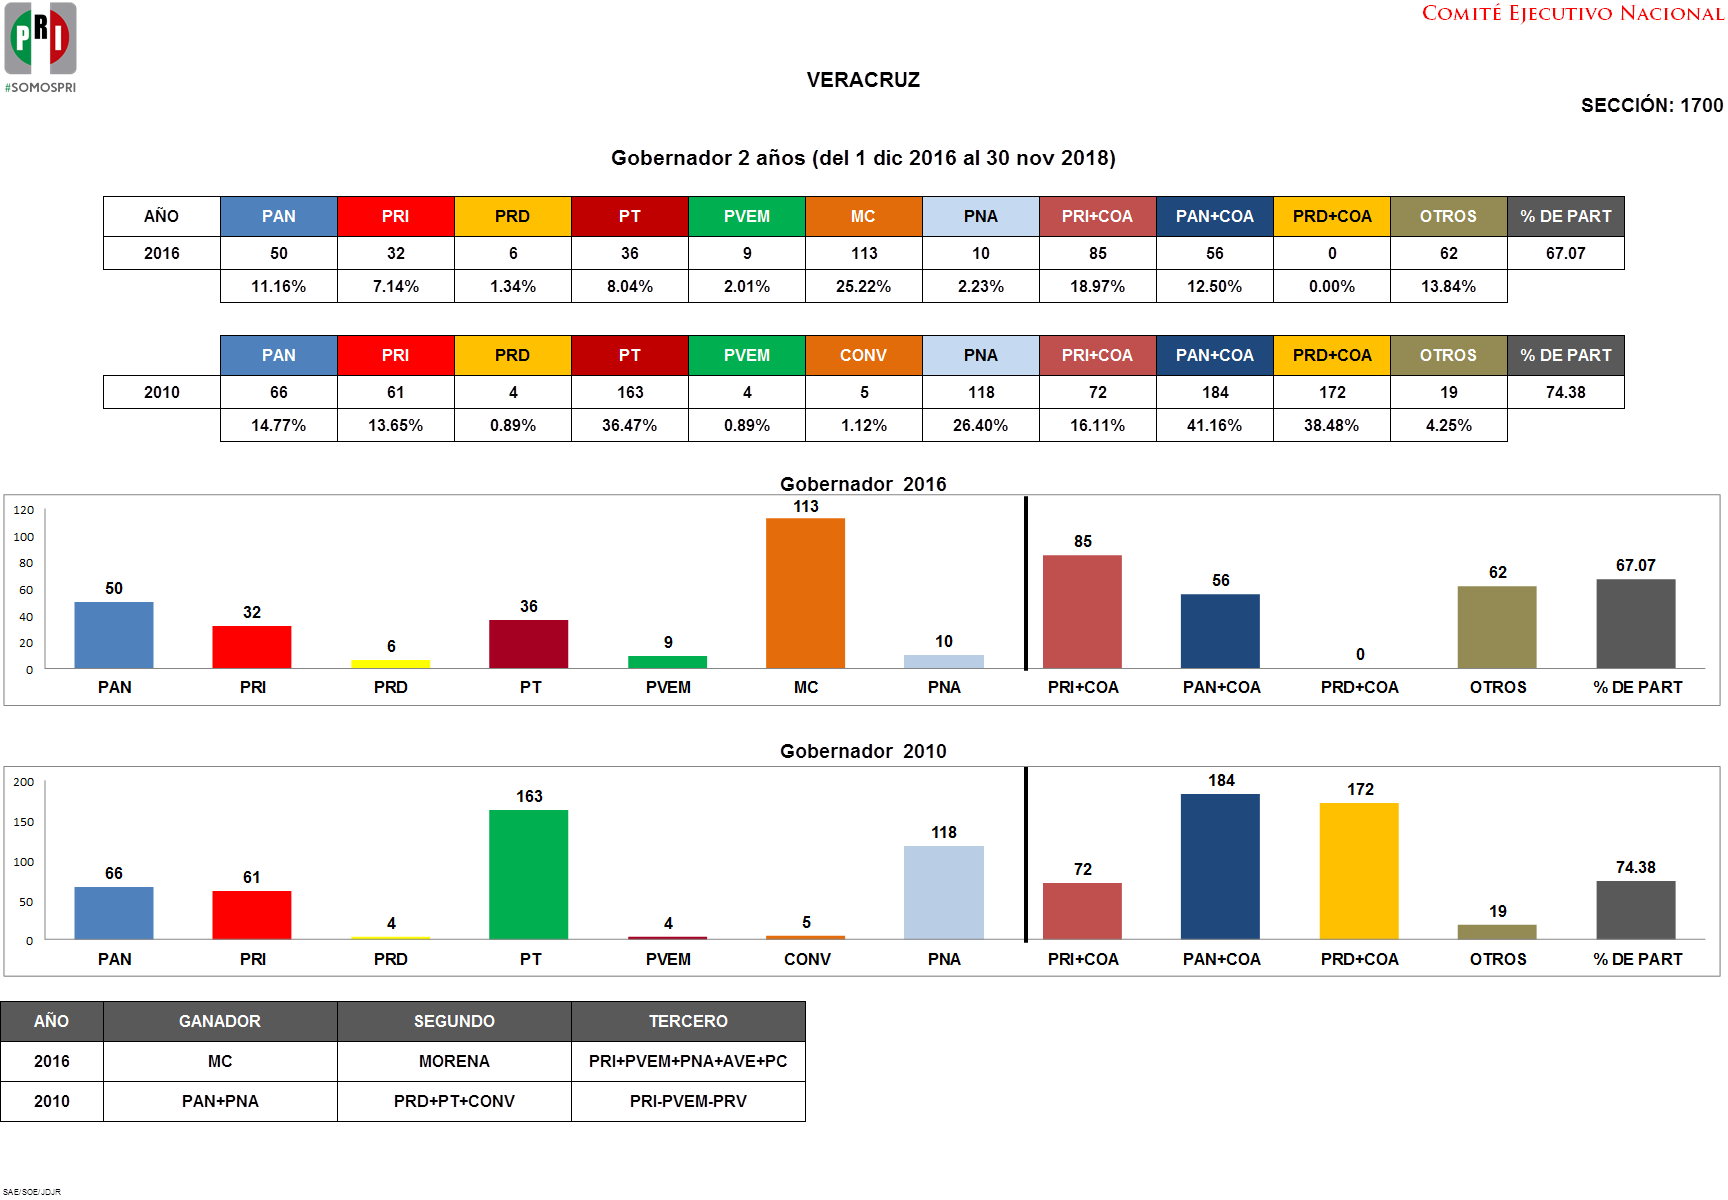 PRI
#SOMOSPRI
COMITÉ EJECUTIVO NACIONAL
VERACRUZ
SECCIÓN: 1700
Gobernador 2 años (del 1 dic 2016 al 30 nov 2018)
AÑO PAN PRI PRD PT PVEM MC PNA PRI+COA PAN+COA PRD+COA OTROS % DE PART
2016 50 32 6 36 9 113 10 85 56 0 62 67.07
11.16% 7.14% 1.34% 8.04% 2.01% 25.22% 2.23% 18.97% 12.50% 0.00% 13.84%
PAN PRI PRD PT PVEM CONV PNA PRI+COA PAN+COA PRD+COA OTROS % DE PART
2010 66 61 4 163 4 5 118 72 184 172 19 74.38
14.77% 13.65% 0.89% 36.47% 0.89% 1.12% 26.40% 16.11% 41.16% 38.48% 4.25%
Gobernador 2016
120
100
80
60
40
20
0
50 32 6 36 9 113 10 85 56 0 62 67.07
PAN PRI PRD PT PVEM MC PNA PRI+COA PAN+COA PRD+COA OTROS % DE PART
Gobernador 2010
200
150
100
50
0
66 61 4 163 4 5 118 72 184 172 19 74.38
PAN PRI PRD PT PVEM CONV PNA PRI+COA PAN+COA PRD+COA OTROS % DE PART
AÑO GANADOR SEGUNDO TERCERO
2016 MC MORENA PRI+PVEM+PNA+AVE+PC
2010 PAN+PNA PRD+PT+CONV PRI-PVEM-PRV
SAE/SOE/JDJR